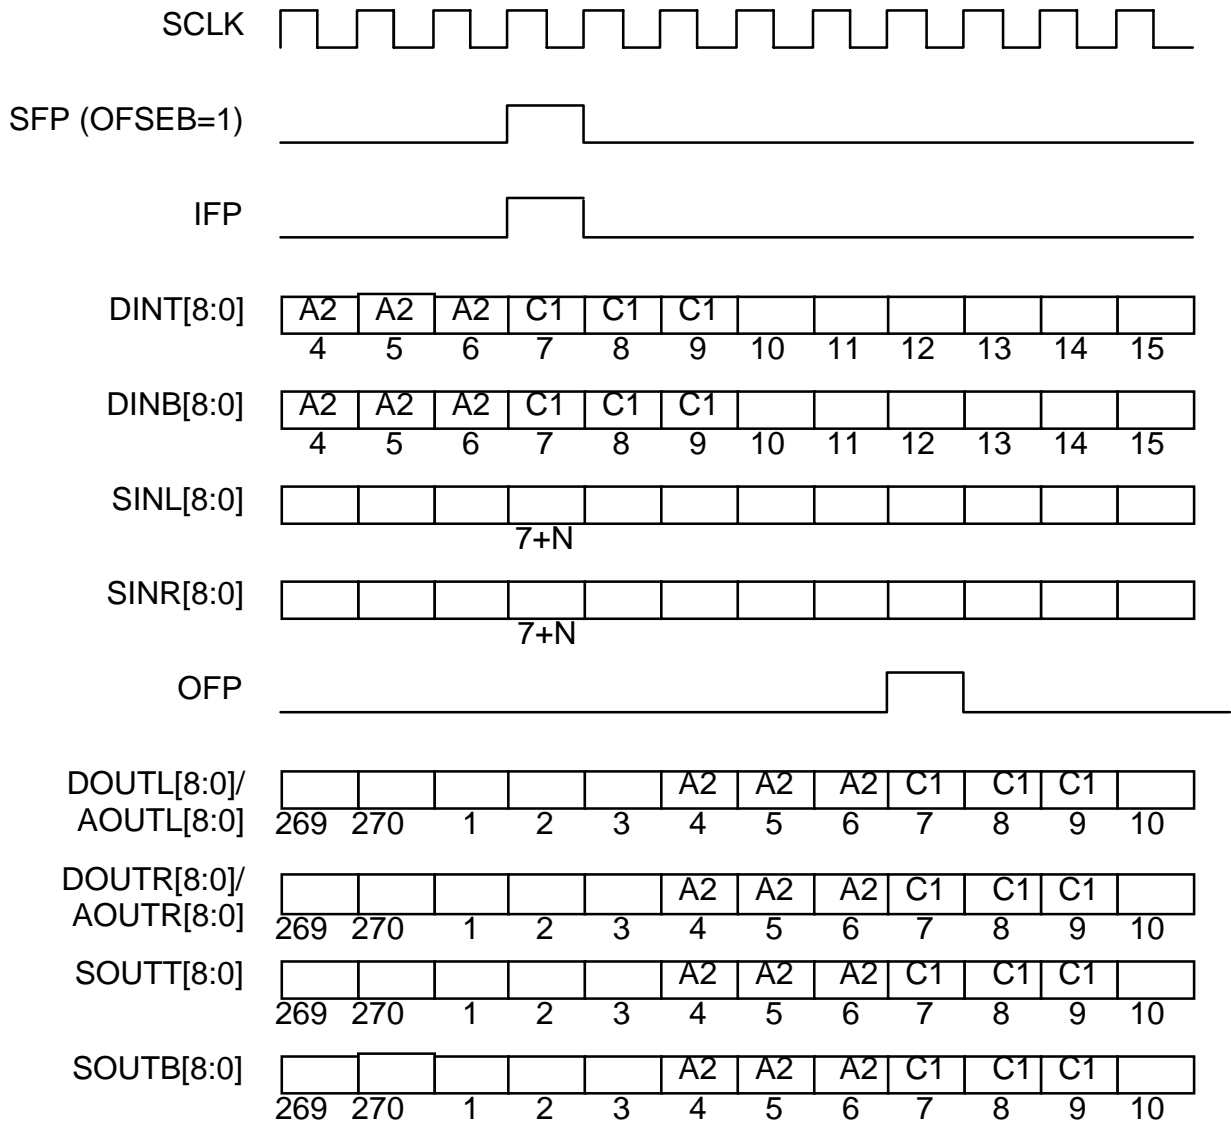 SCLK
SFP (OFSEB=1)
IFP
DINT[8:0] A2 A2 A2 C1 C1 C1
4 5 6 7 8 9 10 11 12 13 14 15
DINB[8:0] A2 A2 A2 C1 C1 C1
4 5 6 7 8 9 10 11 12 13 14 15
SINL[8:0]
7+N
SINR[8:0]
7+N
OFP
DOUTL[8:0]/ A2 A2 A2 C1 C1 C1
AOUTL[8:0] 269 270 1 2 3 4 5 6 7 8 9 10
DOUTR[8:0]/ A2 A2 A2 C1 C1 C1
AOUTR[8:0] 269 270 1 2 3 4 5 6 7 8 9 10
SOUTT[8:0] A2 A2 A2 C1 C1 C1
269 270 1 2 3 4 5 6 7 8 9 10
SOUTB[8:0] A2 A2 A2 C1 C1 C1
269 270 1 2 3 4 5 6 7 8 9 10